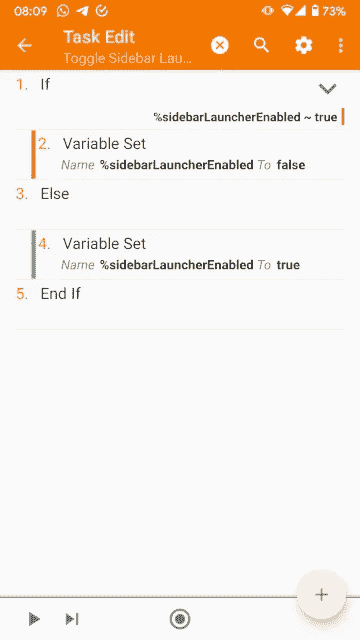 08:09 73%
Task Edit
Toggle Sidebar Lau...
1. If
%sidebarLauncherEnabled ~ true
2. Variable Set
Name %sidebarLauncherEnabled To false
3. Else
4. Variable Set
Name %sidebarLauncherEnabled To true
5. End If